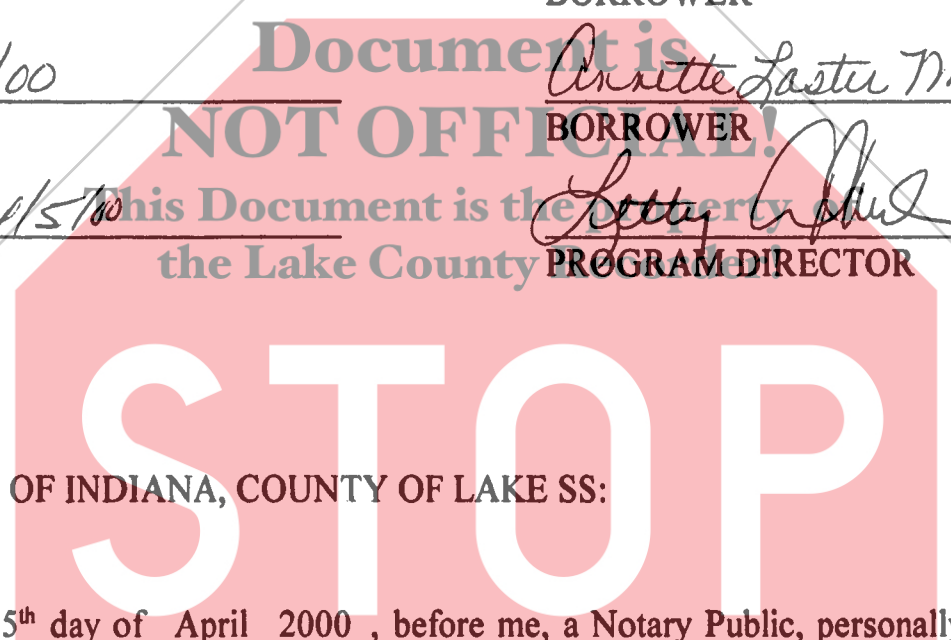 BORROWER
Document is
/00 Annette Laster
NOT OFFICIAL!
BORROWER
This Document is the property of
4/5/00
the Lake County Recorder!
PROGRAM DIRECTOR
STOP
OF INDIANA, COUNTY OF LAKE SS:
5th day of April 2000 , before me, a Notary Public, personall